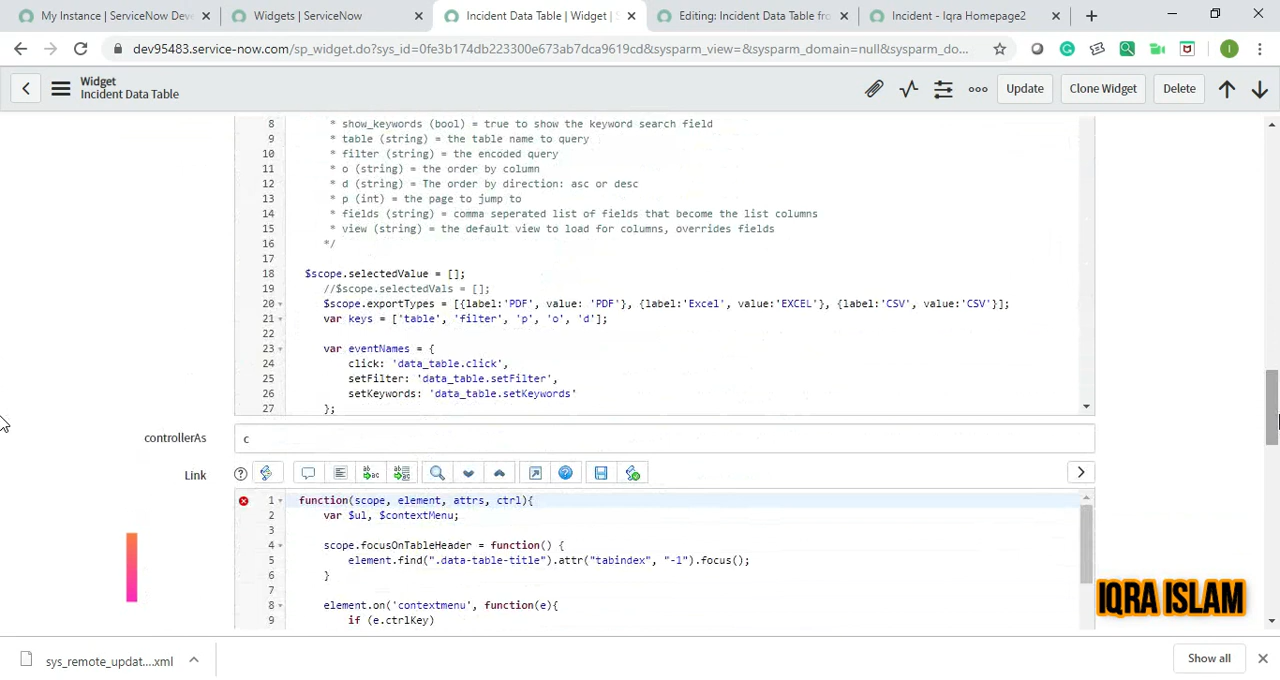 My Instance | ServiceNow Dev
Widgets | ServiceNow
Incident Data Table | Widget | S
Editing: Incident Data Table fro
Incident - Iqra Homepage2
dev95483.service-now.com/sp_widget.do?sys_id=0fe3b174db223300e673ab7dca9619cd&sysparm_view=&sysparm_domain=null&sysparm_do...
I
Widget
Incident Data Table
Update
Clone Widget
Delete
8 * show_keywords (bool) = true to show the keyword search field
9 * table (string) = the table name to query
10 * filter (string) = the encoded query
11 * o (string) = the order by column
12 * d (string) = The order by direction: asc or desc
13 * p (int) = the page to jump to
14 * fields (string) = comma seperated list of fields that become the list columns
15 * view (string) = the default view to load for columns, overrides fields
16 */
17
18 $scope.selectedValue = [];
19 //$scope.selectedVals = [];
20 $scope.exportTypes = [{label:'PDF', value: 'PDF'}, {label:'Excel', value:'EXCEL'}, {label:'CSV', value:'CSV'}];
21 var keys = ['table', 'filter', 'p', 'o', 'd'];
22
23 var eventNames = {
24 click: 'data_table.click',
25 setFilter: 'data_table.setFilter',
26 setKeywords: 'data_table.setKeywords'
27 };
controllerAs
c
Link
1 function(scope, element, attrs, ctrl){
2 var $ul, $contextMenu;
3
4 scope.focusOnTableHeader = function() {
5 element.find(".data-table-title").attr("tabindex", "-1").focus();
6 }
7
8 element.on('contextmenu', function(e){
9 if (e.ctrlKey)
IQRA ISLAM
sys_remote_updat....xml
Show all